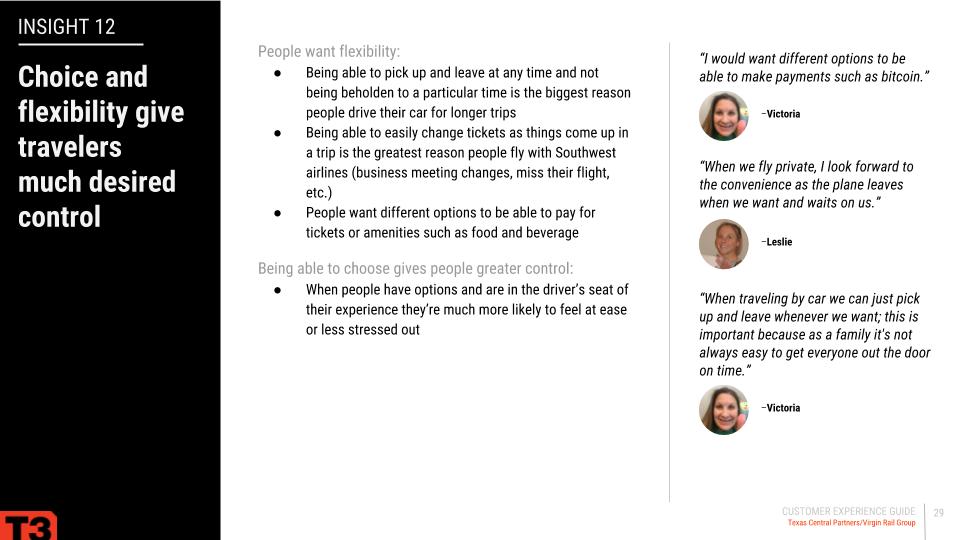 INSIGHT 12
Choice and
flexibility give
travelers
much desired
control
T3
People want flexibility:
● Being able to pick up and leave at any time and not
being beholden to a particular time is the biggest reason
people drive their car for longer trips
● Being able to easily change tickets as things come up in
a trip is the greatest reason people fly with Southwest
airlines (business meeting changes, miss their flight,
etc.)
● People want different options to be able to pay for
tickets or amenities such as food and beverage
Being able to choose gives people greater control:
● When people have options and are in the driver’s seat of
their experience they’re much more likely to feel at ease
or less stressed out
“I would want different options to be
able to make payments such as bitcoin.”
–Victoria
“When we fly private, I look forward to
the convenience as the plane leaves
when we want and waits on us.”
–Leslie
“When traveling by car we can just pick
up and leave whenever we want; this is
important because as a family it's not
always easy to get everyone out the door
on time.”
–Victoria
CUSTOMER EXPERIENCE GUIDE
Texas Central Partners/Virgin Rail Group
29